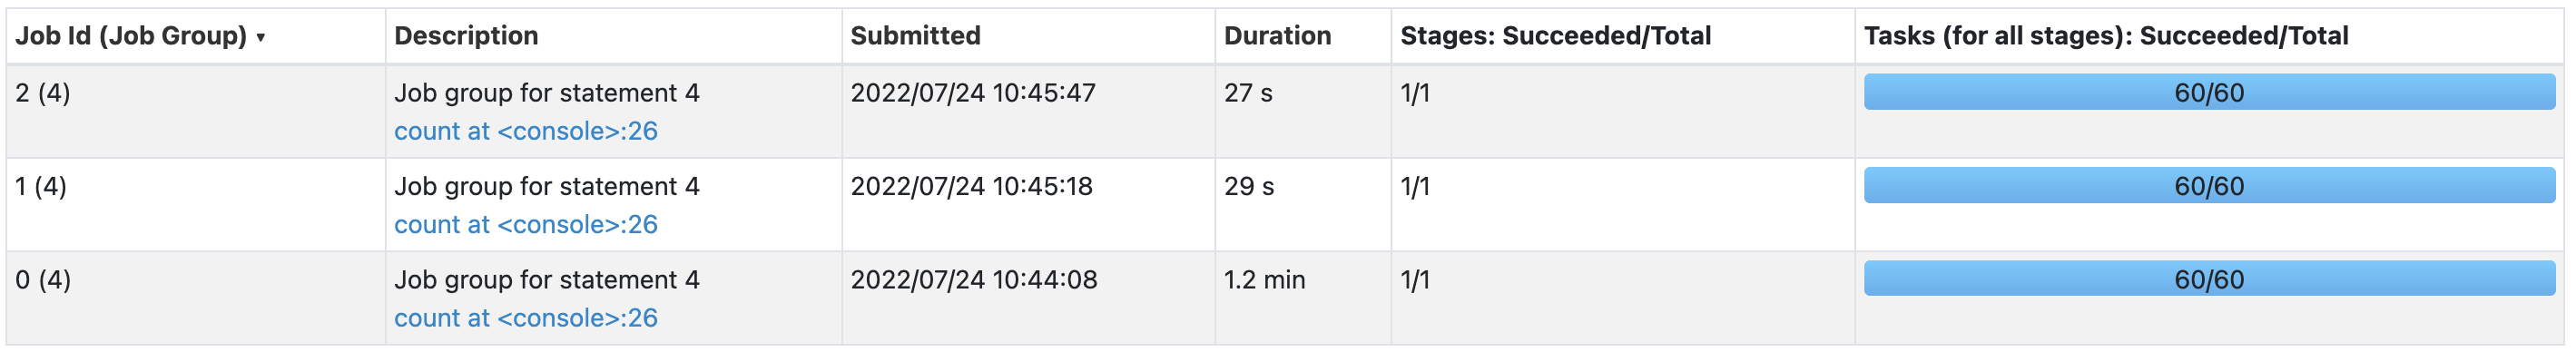 Job Id (Job Group) ▾ Description Submitted Duration Stages: Succeeded/Total Tasks (for all stages): Succeeded/Total
2 (4) Job group for statement 4 2022/07/24 10:45:47 27 s 1/1 60/60
count at <console>:26
1 (4) Job group for statement 4 2022/07/24 10:45:18 29 s 1/1 60/60
count at <console>:26
0 (4) Job group for statement 4 2022/07/24 10:44:08 1.2 min 1/1 60/60
count at <console>:26